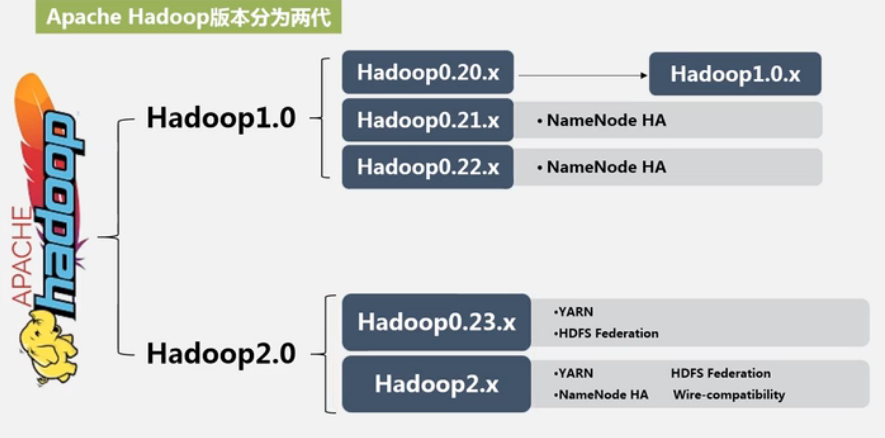 Apache Hadoop版本分为两代
APACHE
hadoop
Hadoop1.0
Hadoop0.20.x
Hadoop1.0.x
Hadoop0.21.x
•NameNode HA
Hadoop0.22.x
•NameNode HA
Hadoop2.0
Hadoop0.23.x
•YARN
•HDFS Federation
Hadoop2.x
•YARN HDFS Federation
•NameNode HA Wire-compatibility